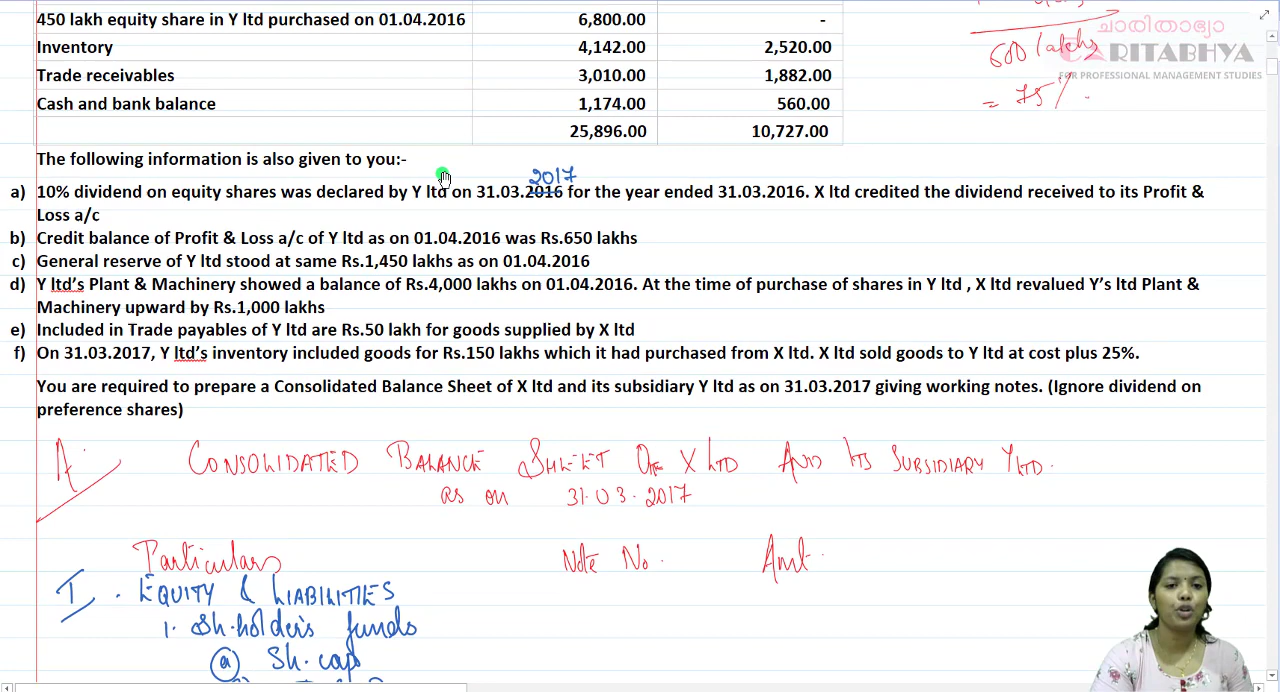 450 lakh equity share in Y ltd purchased on 01.04.2016 6,800.00 -
ചാരിതാഭ്യാ
600 lakhs
CARITABHYA
FOR PROFESSIONAL MANAGEMENT STUDIES
= 75%.
Inventory 4,142.00 2,520.00
Trade receivables 3,010.00 1,882.00
Cash and bank balance 1,174.00 560.00
25,896.00 10,727.00
The following information is also given to you:-
2017
a) 10% dividend on equity shares was declared by Y ltd on 31.03.2016 for the year ended 31.03.2016. X ltd credited the dividend received to its Profit &
Loss a/c
b) Credit balance of Profit & Loss a/c of Y ltd as on 01.04.2016 was Rs.650 lakhs
c) General reserve of Y ltd stood at same Rs.1,450 lakhs as on 01.04.2016
d) Y ltd's Plant & Machinery showed a balance of Rs.4,000 lakhs on 01.04.2016. At the time of purchase of shares in Y ltd , X ltd revalued Y's ltd Plant &
Machinery upward by Rs.1,000 lakhs
e) Included in Trade payables of Y ltd are Rs.50 lakh for goods supplied by X ltd
f) On 31.03.2017, Y ltd's inventory included goods for Rs.150 lakhs which it had purchased from X ltd. X ltd sold goods to Y ltd at cost plus 25%.
You are required to prepare a Consolidated Balance Sheet of X ltd and its subsidiary Y ltd as on 31.03.2017 giving working notes. (Ignore dividend on
preference shares)
A. CONSOLIDATED BALANCE SHEET OF X LTD AND ITS SUBSIDIARY Y LTD.
as on 31.03.2017
Particulars Note No. Amt.
I. EQUITY & LIABILITIES
1. Sh.holders funds
(a) Sh.cap